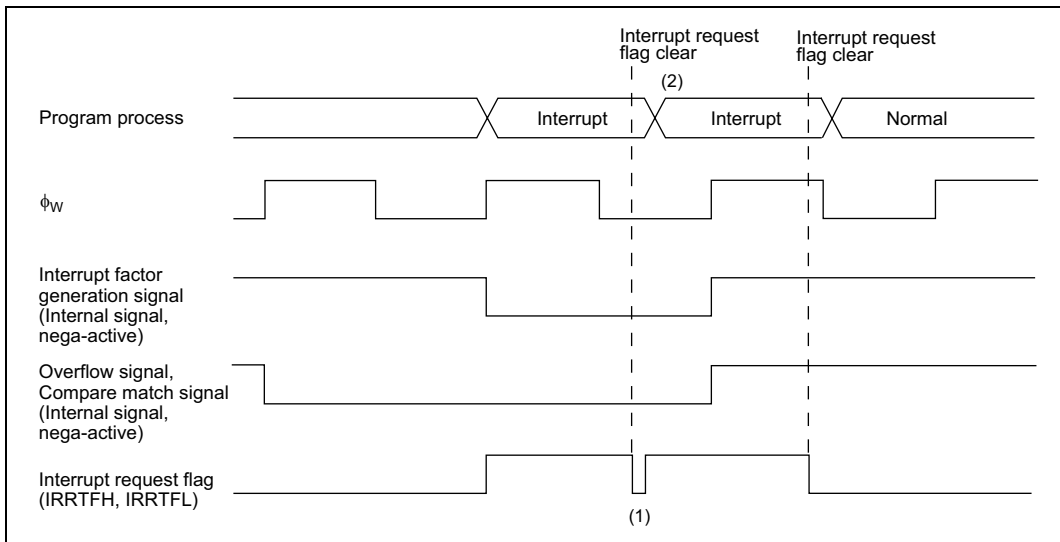 Interrupt request
flag clear
Interrupt request
flag clear
(2)
Program process
Interrupt
Interrupt
Normal
ϕW
Interrupt factor
generation signal
(Internal signal,
nega-active)
Overflow signal,
Compare match signal
(Internal signal,
nega-active)
Interrupt request flag
(IRRTFH, IRRTFL)
(1)